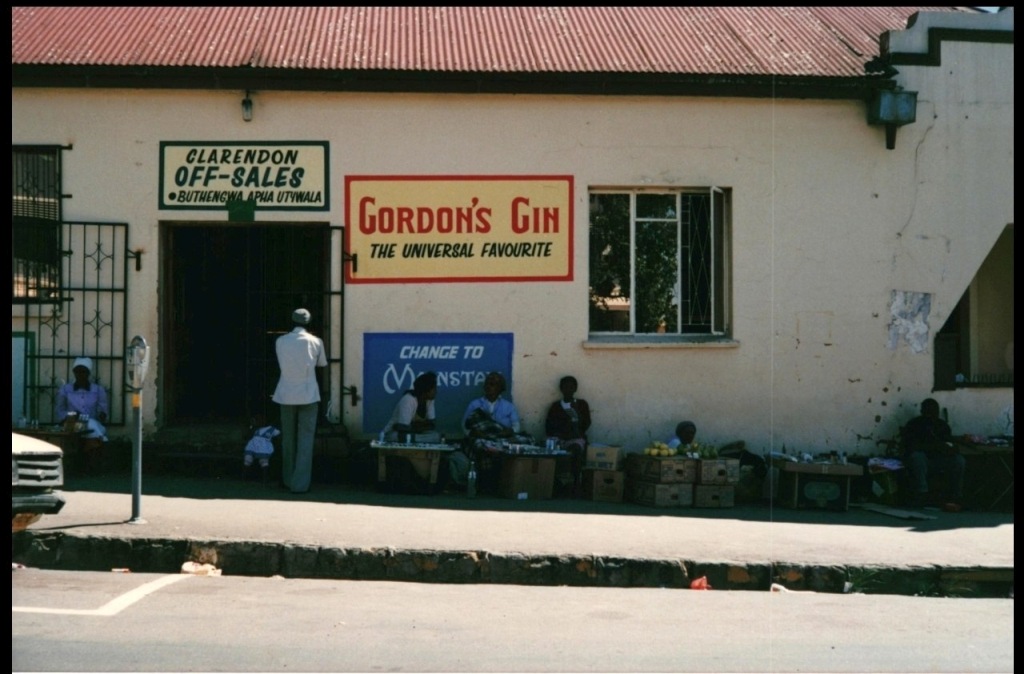 CLARENDON
OFF-SALES
•BUTHENGWA APHA UTYWALA
GORDON'S GIN
THE UNIVERSAL FAVOURITE
CHANGE TO